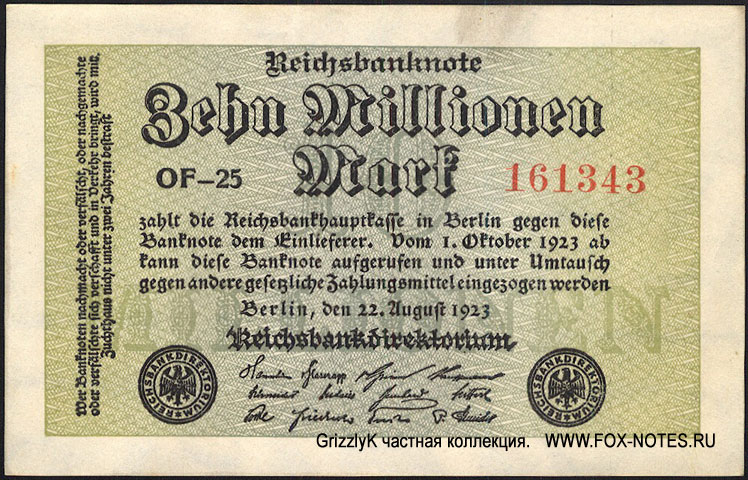 Reichsbanknote
Zehn Millionen
Mark
OF-25
161343
zahlt die Reichsbankhauptkasse in Berlin gegen diese
Banknote dem Einlieferer. Vom 1. Oktober 1923 ab
kann diese Banknote aufgerufen und unter Umtausch
gegen andere gesetzliche Zahlungsmittel eingezogen werden
Berlin, den 22. August 1923
Reichsbankdirektorium
Wer Banknoten nachmacht oder verfälscht, oder nachgemachte
oder verfälschte sich verschafft und in Verkehr bringt, wird mit
Zuchthaus nicht unter zwei Jahren bestraft
REICHSBANKDIREKTORIUM
REICHSBANKDIREKTORIUM
GrizzlyK частная коллекция.
WWW.FOX-NOTES.RU